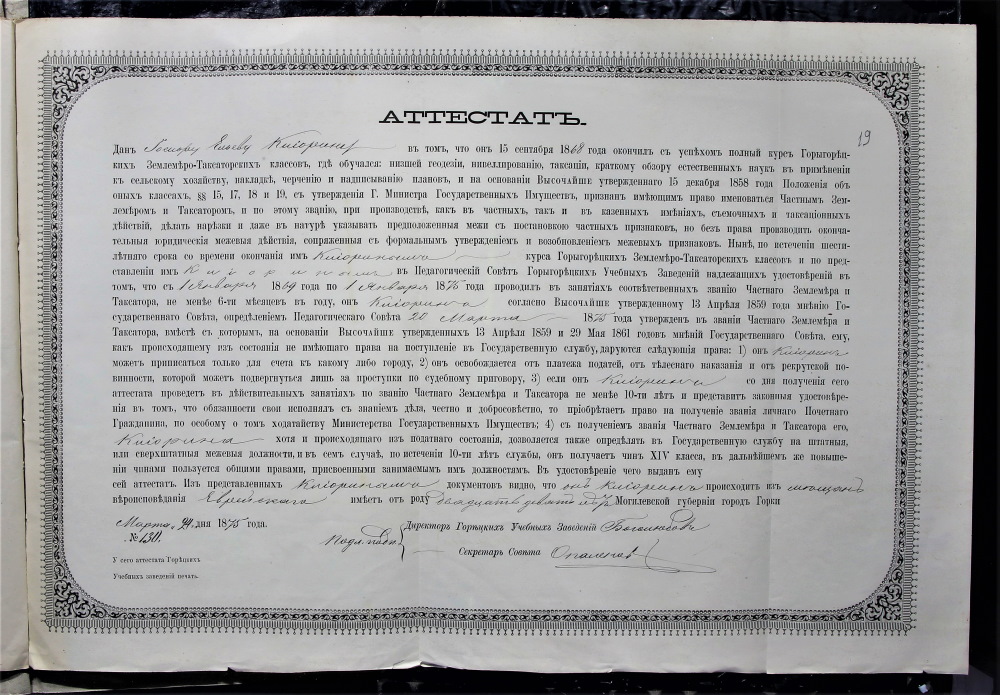 АТТЕСТАТЪ.
19
Данъ Евсеву Кигорину въ томъ, что онъ 15 сентября 1868 года окончилъ съ успѣхомъ полный курсъ Горыгорѣц-
кихъ Землемѣро-Таксаторскихъ классовъ, гдѣ обучался: низшей геодезіи, нивеллированію, таксаціи, краткому обзору естественныхъ наукъ въ примѣненіи
къ сельскому хозяйству, накладкѣ, черченію и надписыванію плановъ, и на основаніи Высочайше утвержденнаго 15 декабря 1858 года Положенія объ
оныхъ классахъ, §§ 15, 17, 18 и 19, съ утвержденія Г. Министра Государственныхъ Имуществъ, признанъ имѣющимъ право именоваться Частнымъ Зем-
лемѣромъ и Таксаторомъ, и по этому званію, при производствѣ, какъ въ частныхъ, такъ и въ казенныхъ имѣніяхъ, съемочныхъ и таксаціонныхъ
дѣйствій, дѣлать нарѣзки и даже въ натурѣ указывать предположенныя межи съ постановкою частныхъ признаковъ, но безъ права производить оконча-
тельныя юридическія межевыя дѣйствія, сопряженныя съ формальнымъ утвержденіемъ и возобновленіемъ межевыхъ признаковъ. Нынѣ, по истеченіи шести-
лѣтняго срока со времени окончанія имъ Кигоринымъ курса Горыгорѣцкихъ Землемѣро-Таксаторскихъ классовъ и по пред-
ставленіи имъ Кигоринымъ въ Педагогическій Совѣтъ Горыгорѣцкихъ Учебныхъ Заведеній надлежащихъ удостовѣреній въ
томъ, что съ 1 Января 1869 года по 1 Января 1875 года проводилъ въ занятіяхъ соотвѣтственныхъ званію Частнаго Землемѣра и
Таксатора, не менѣе 6-ти мѣсяцевъ въ году, онъ Кигоринъ согласно Высочайше утвержденному 13 Апрѣля 1859 года мнѣнію Го-
сударственнаго Совѣта, опредѣленіемъ Педагогическаго Совѣта 20 Марта 1875 года утвержденъ въ званіи Частнаго Землемѣра и
Таксатора, вмѣстѣ съ которымъ, на основаніи Высочайше утвержденныхъ 13 Апрѣля 1859 и 29 Мая 1861 годовъ мнѣній Государственнаго Совѣта, ему,
какъ происходящему изъ состоянія не имѣющаго права на поступленіе въ Государственную службу, даруются слѣдующія права: 1) онъ Кигоринъ
можетъ приписаться только для счета къ какому либо городу, 2) онъ освобождается отъ платежа податей, отъ тѣлеснаго наказанія и отъ рекрутской по-
винности, которой можетъ подвергнуться лишь за проступки по судебному приговору, 3) если онъ Кигоринъ со дня полученія сего
аттестата проведетъ въ дѣйствительныхъ занятіяхъ по званію Частнаго Землемѣра и Таксатора не менѣе 10-ти лѣтъ и представитъ законныя удостовѣре-
нія въ томъ, что обязанности свои исполнялъ съ знаніемъ дѣла, честно и добросовѣстно, то пріобрѣтаетъ право на полученіе званія личнаго Почетнаго
Гражданина, по особому о томъ ходатайству Министерства Государственныхъ Имуществъ; 4) съ полученіемъ званія Частнаго Землемѣра и Таксатора его,
Кигорина хотя и происходящаго изъ податнаго состоянія, дозволяется также опредѣлять въ Государственную службу на штатныя,
или сверхштатныя межевыя должности, и въ семъ случаѣ, по истеченіи 10-ти лѣтъ службы, онъ получаетъ чинъ XIV класса, въ дальнѣйшемъ же повыше-
ніи чинами пользуется общими правами, присвоенными занимаемымъ имъ должностямъ. Въ удостовѣреніе чего выданъ ему
сей аттестатъ. Изъ представленныхъ Кигоринымъ документовъ видно, что онъ Кигоринъ происходитъ изъ мещанъ
вѣроисповѣданія Еврейскаго имѣетъ отъ роду двадцать девять Могилевской губерніи городъ Горки
Марта 21 дня 1875 года.
№ 130.
Директоръ Горѣцкихъ Учебныхъ Заведеній
Подл. подп.
Секретарь Совѣта
У сего аттестата Горѣцкихъ
Учебныхъ заведеній печать.